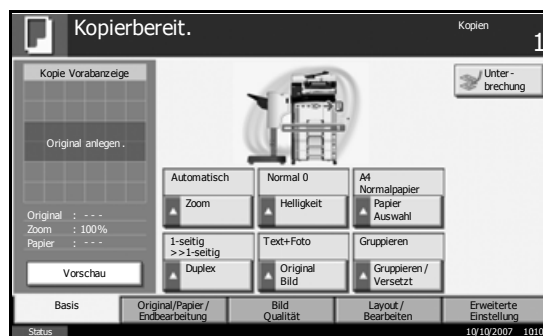 Kopierbereit.
Kopien
1
Kopie Vorabanzeige
Original anlegen.
Original : - - -
Zoom : 100%
Papier : - - -
Vorschau
Unter-
brechung
Automatisch
Zoom
Normal 0
Helligkeit
A4
Normalpapier
Papier
Auswahl
1-seitig
>>1-seitig
Duplex
Text+Foto
Original
Bild
Gruppieren
Gruppieren/
Versetzt
Basis
Original/Papier/
Endbearbeitung
Bild
Qualität
Layout/
Bearbeiten
Erweiterte
Einstellung
Status
10/10/2007 1010